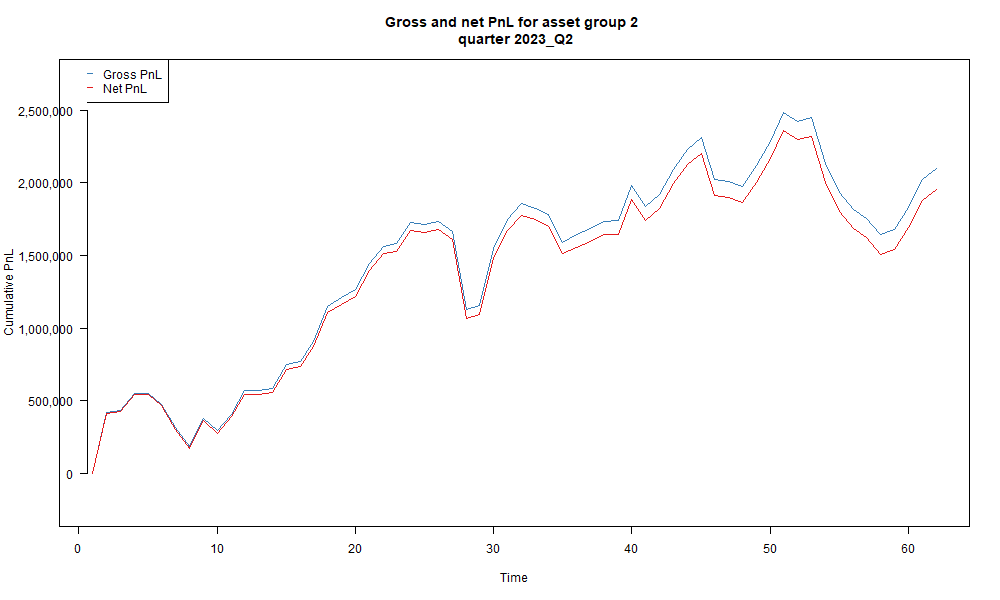 Gross and net PnL for asset group 2
quarter 2023_Q2
Gross PnL
Net PnL
2,500,000
2,000,000
1,500,000
1,000,000
500,000
0
Cumulative PnL
0 10 20 30 40 50 60
Time